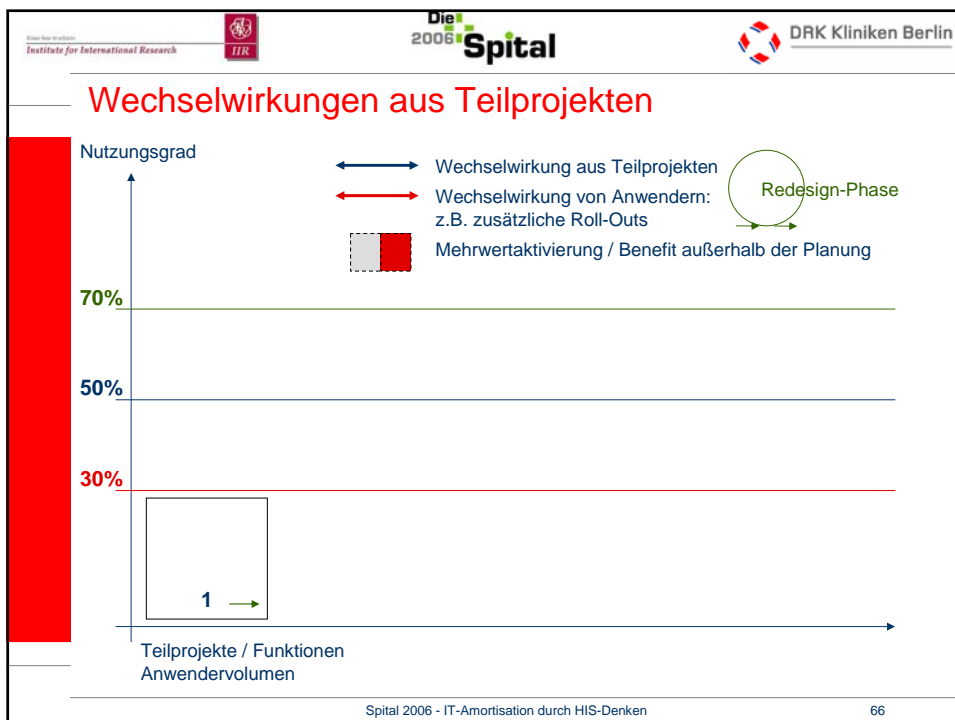 Institute for International Research
IIR
Die
2006 Spital
DRK Kliniken Berlin
Wechselwirkungen aus Teilprojekten
Nutzungsgrad
Wechselwirkung aus Teilprojekten
Wechselwirkung von Anwendern:
z.B. zusätzliche Roll-Outs
Redesign-Phase
Mehrwertaktivierung / Benefit außerhalb der Planung
70%
50%
30%
1
Teilprojekte / Funktionen
Anwendervolumen
Spital 2006 - IT-Amortisation durch HIS-Denken
66